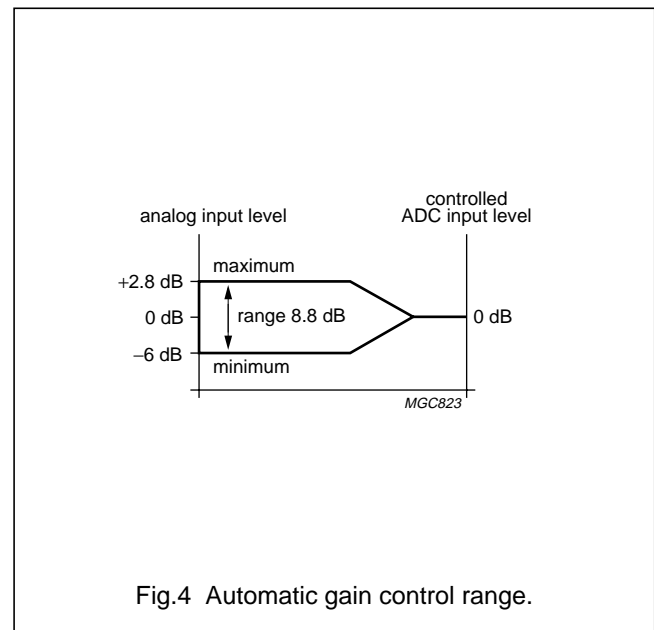 controlled
analog input level ADC input level
+2.8 dB maximum
0 dB range 8.8 dB 0 dB
–6 dB minimum
MGC823
Fig.4 Automatic gain control range.